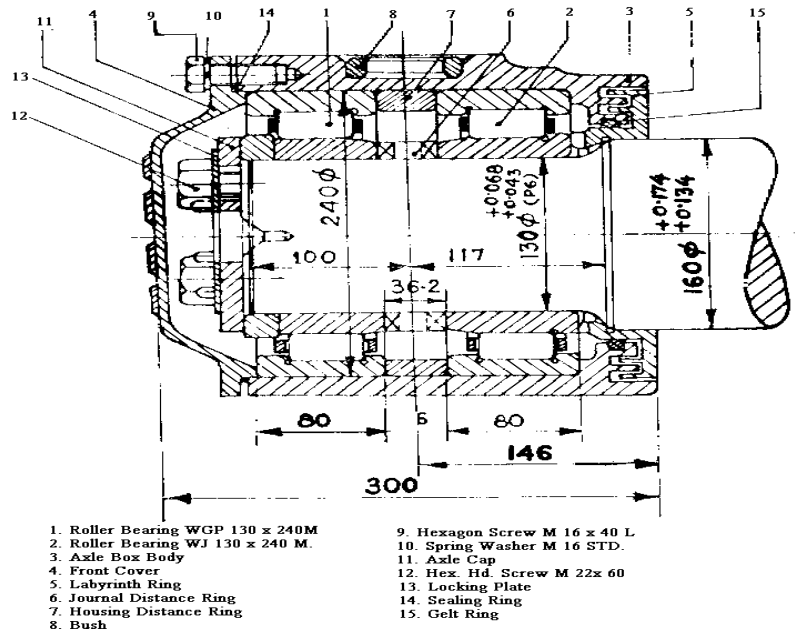 11 4 9 10 14 1 8 7 6 2 3 5 15
13
12
240ϕ
+0.068
+0.043
130ϕ (P6)
+0.174
+0.134
160ϕ
100
117
36.2
80
6
80
146
300
1. Roller Bearing WGP 130 x 240M
2. Roller Bearing WJ 130 x 240 M.
3. Axle Box Body
4. Front Cover
5. Labyrinth Ring
6. Journal Distance Ring
7. Housing Distance Ring
8. Bush
9. Hexagon Screw M 16 x 40 L
10. Spring Washer M 16 STD.
11. Axle Cap
12. Hex. Hd. Screw M 22x 60
13. Locking Plate
14. Sealing Ring
15. Gelt Ring